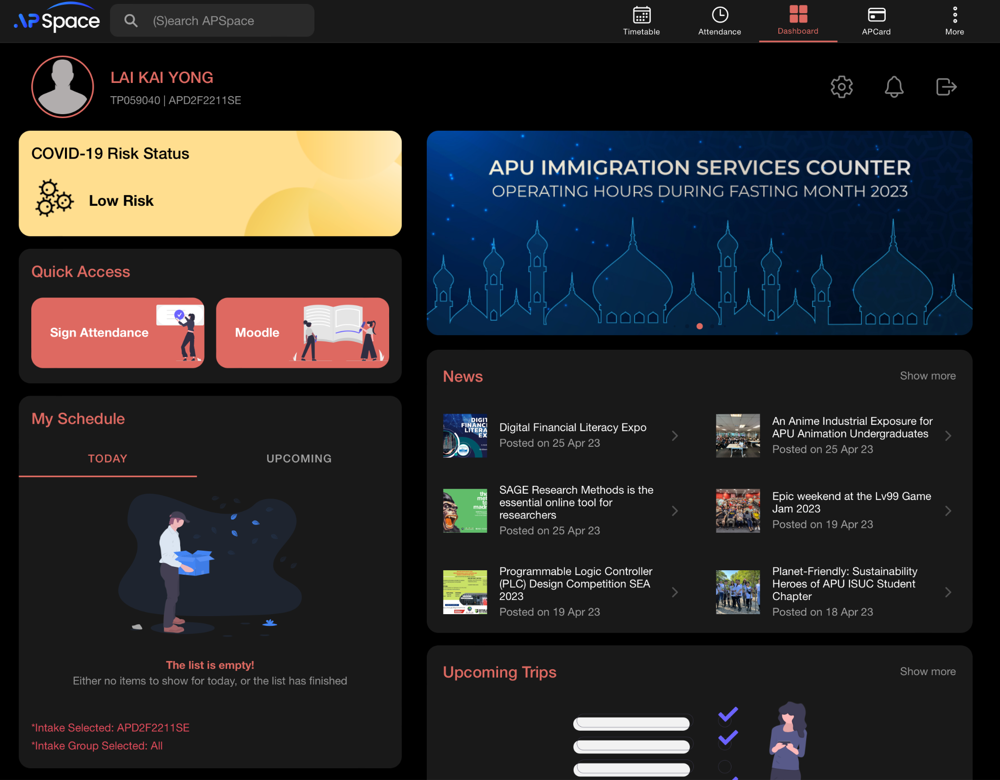 APSpace
(S)earch APSpace
Timetable
Attendance
Dashboard
APCard
More
LAI KAI YONG
TP059040 | APD2F2211SE
COVID-19 Risk Status
Low Risk
Quick Access
Sign Attendance
Moodle
My Schedule
TODAY
UPCOMING
The list is empty!
Either no items to show for today, or the list has finished
*Intake Selected: APD2F2211SE
*Intake Group Selected: All
APU IMMIGRATION SERVICES COUNTER
OPERATING HOURS DURING FASTING MONTH 2023
News
Show more
DIGIT
FINANC
LITERA
EX
Digital Financial Literacy Expo
Posted on 25 Apr 23
An Anime Industrial Exposure for
APU Animation Undergraduates
Posted on 25 Apr 23
the
met
to
madn
SAGE Research Methods is the
essential online tool for
researchers
Posted on 25 Apr 23
Epic weekend at the Lv99 Game
Jam 2023
Posted on 19 Apr 23
Programmable Logic Controller
(PLC) Design Competition SEA
2023
Posted on 19 Apr 23
Planet-Friendly: Sustainability
Heroes of APU ISUC Student
Chapter
Posted on 18 Apr 23
Upcoming Trips
Show more